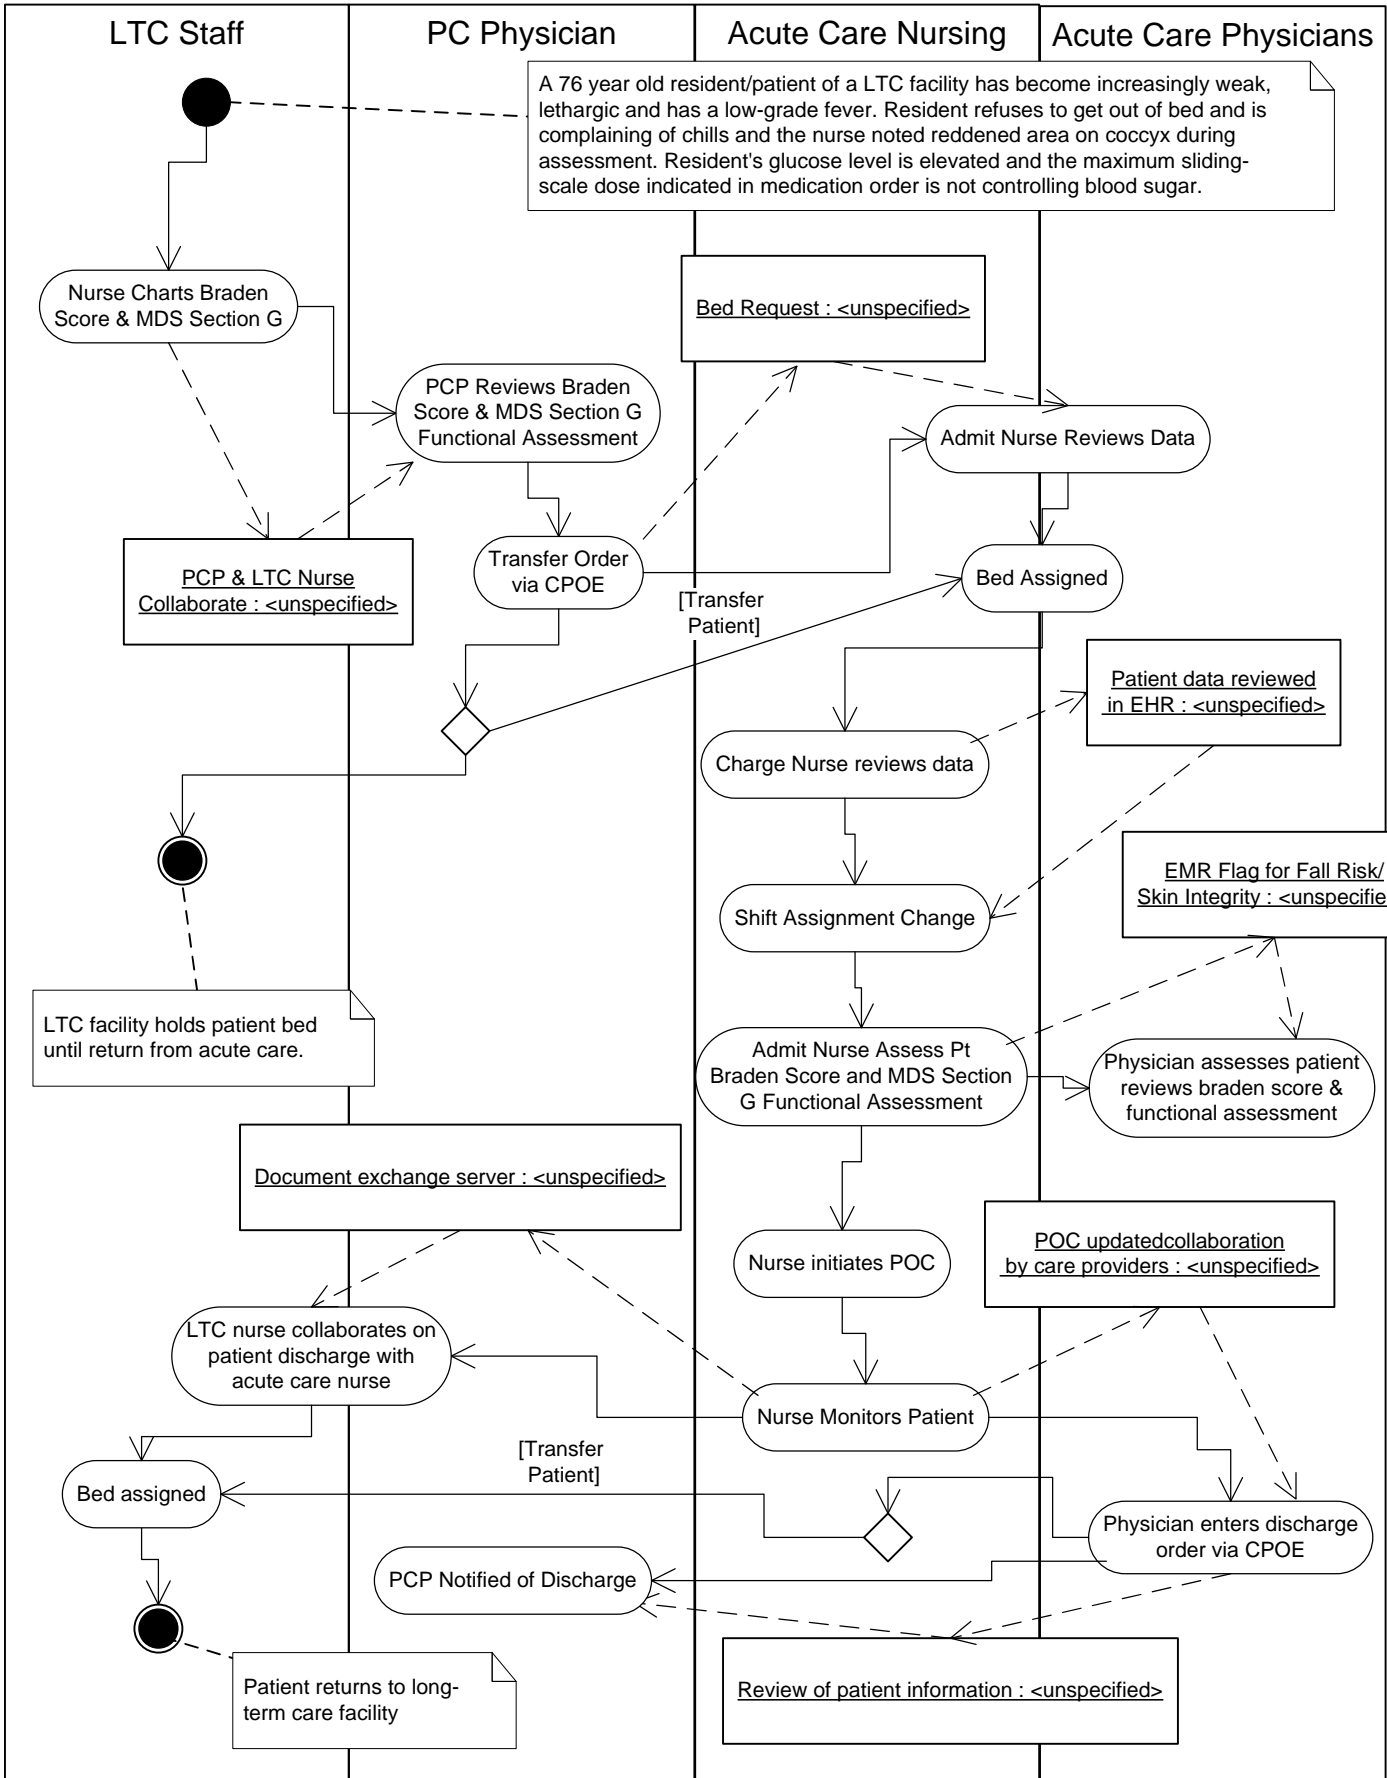 LTC Staff
PC Physician
Acute Care Nursing
Acute Care Physicians
A 76 year old resident/patient of a LTC facility has become increasingly weak,
lethargic and has a low-grade fever. Resident refuses to get out of bed and is
complaining of chills and the nurse noted reddened area on coccyx during
assessment. Resident's glucose level is elevated and the maximum sliding-
scale dose indicated in medication order is not controlling blood sugar.
Nurse Charts Braden
Score & MDS Section G
Bed Request : <unspecified>
PCP Reviews Braden
Score & MDS Section G
Functional Assessment
Admit Nurse Reviews Data
PCP & LTC Nurse
Collaborate : <unspecified>
Transfer Order
via CPOE
Bed Assigned
[Transfer
Patient]
Patient data reviewed
in EHR : <unspecified>
Charge Nurse reviews data
EMR Flag for Fall Risk/
Skin Integrity : <unspecifie
Shift Assignment Change
LTC facility holds patient bed
until return from acute care.
Admit Nurse Assess Pt
Braden Score and MDS Section
G Functional Assessment
Physician assesses patient
reviews braden score &
functional assessment
Document exchange server : <unspecified>
Nurse initiates POC
POC updatedcollaboration
by care providers : <unspecified>
LTC nurse collaborates on
patient discharge with
acute care nurse
Nurse Monitors Patient
[Transfer
Patient]
Bed assigned
Physician enters discharge
order via CPOE
PCP Notified of Discharge
Patient returns to long-
term care facility
Review of patient information : <unspecified>